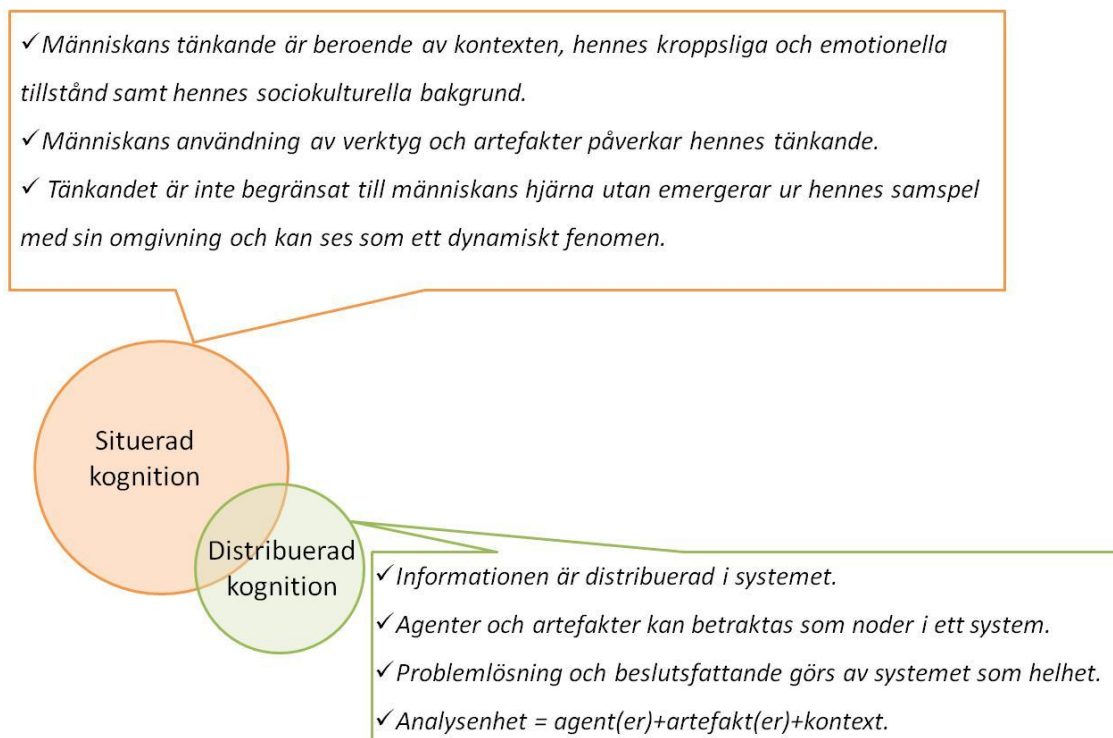 ✓Människans tänkande är beroende av kontexten, hennes kroppsliga och emotionella
tillstånd samt hennes sociokulturella bakgrund.
✓Människans användning av verktyg och artefakter påverkar hennes tänkande.
✓ Tänkandet är inte begränsat till människans hjärna utan emergerar ur hennes samspel
med sin omgivning och kan ses som ett dynamiskt fenomen.
Situerad
kognition
Distribuerad
kognition
✓Informationen är distribuerad i systemet.
✓Agenter och artefakter kan betraktas som noder i ett system.
✓Problemlösning och beslutsfattande görs av systemet som helhet.
✓Analysenhet = agent(er)+artefakt(er)+kontext.